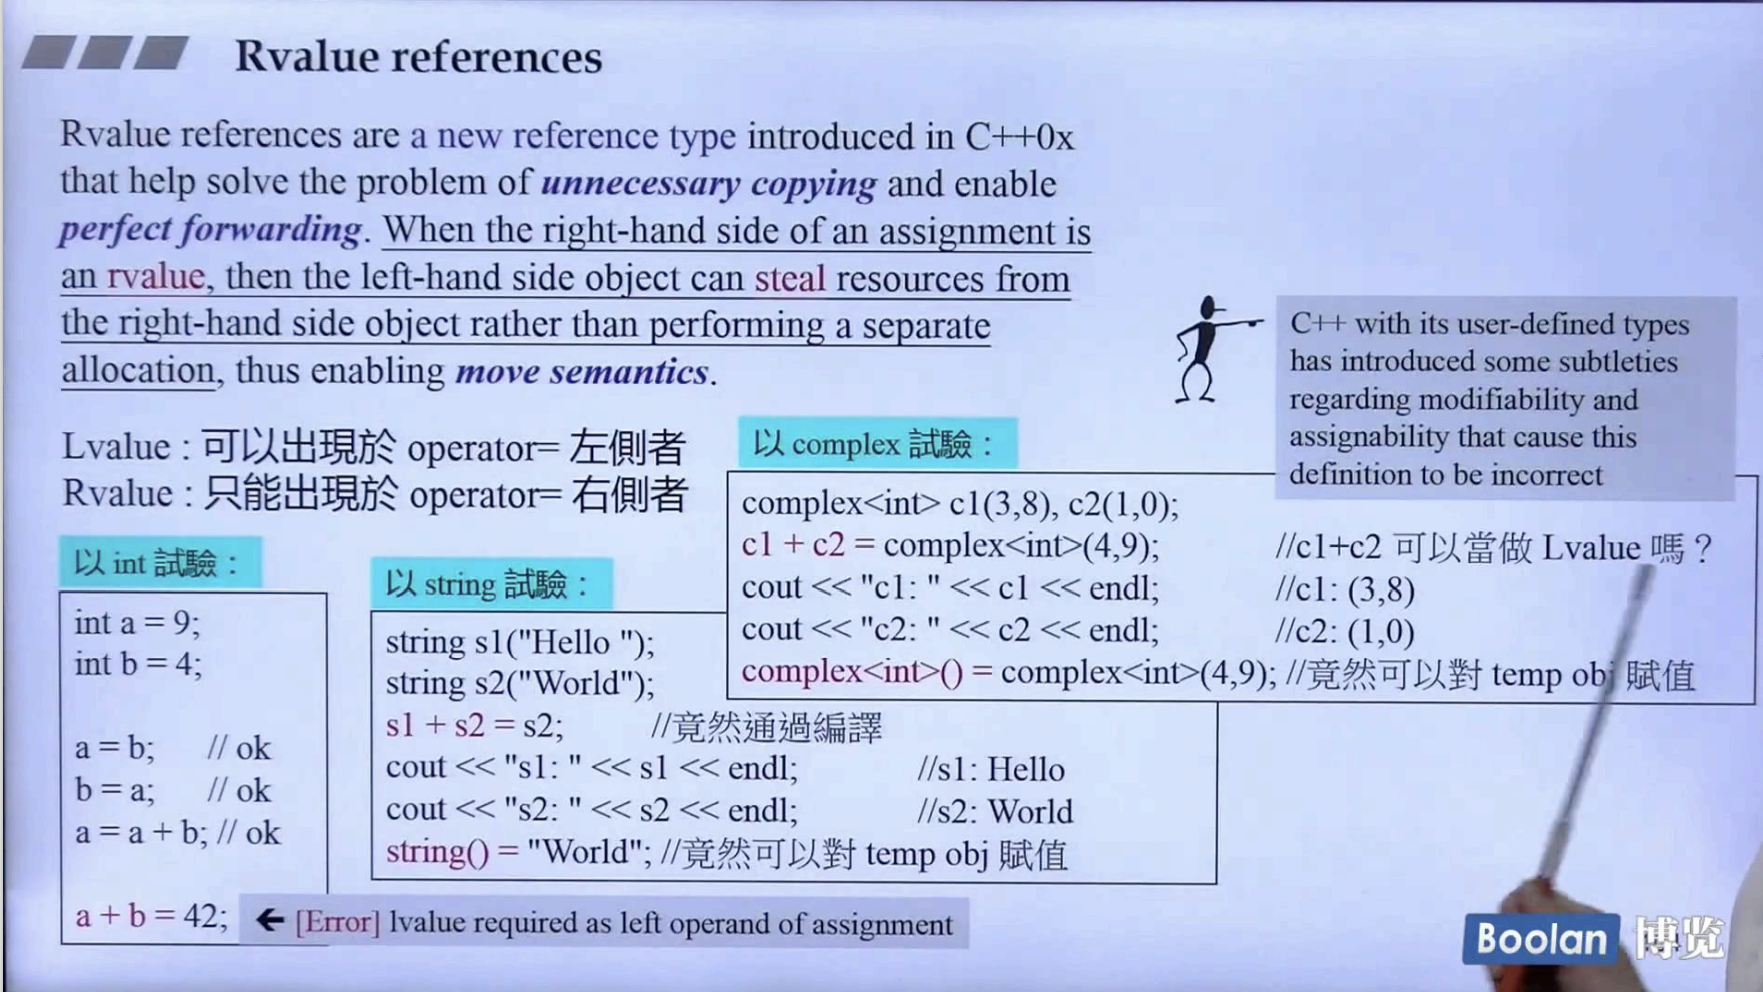 Rvalue references
Rvalue references are a new reference type introduced in C++0x
that help solve the problem of unnecessary copying and enable
perfect forwarding. When the right-hand side of an assignment is
an rvalue, then the left-hand side object can steal resources from
the right-hand side object rather than performing a separate
allocation, thus enabling move semantics.
C++ with its user-defined types
has introduced some subtleties
regarding modifiability and
assignability that cause this
definition to be incorrect
Lvalue : 可以出現於 operator= 左側者
Rvalue : 只能出現於 operator= 右側者
以 int 試驗：
int a = 9;
int b = 4;
a = b; // ok
b = a; // ok
a = a + b; // ok
a + b = 42;
← [Error] lvalue required as left operand of assignment
以 string 試驗：
string s1("Hello ");
string s2("World");
s1 + s2 = s2; //竟然通過編譯
cout << "s1: " << s1 << endl; //s1: Hello
cout << "s2: " << s2 << endl; //s2: World
string() = "World"; //竟然可以對 temp obj 賦值
以 complex 試驗：
complex<int> c1(3,8), c2(1,0);
c1 + c2 = complex<int>(4,9); //c1+c2 可以當做 Lvalue 嗎？
cout << "c1: " << c1 << endl; //c1: (3,8)
cout << "c2: " << c2 << endl; //c2: (1,0)
complex<int>() = complex<int>(4,9); //竟然可以對 temp obj 賦值
Boolan 博览